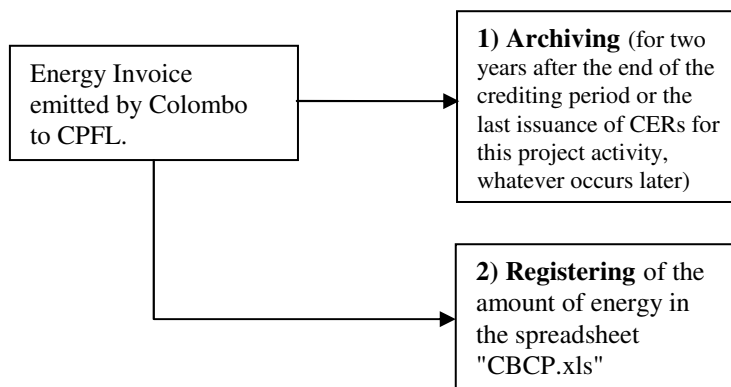 Energy Invoice
emitted by Colombo
to CPFL.
1) Archiving (for two
years after the end of the
crediting period or the
last issuance of CERs for
this project activity,
whatever occurs later)
2) Registering of the
amount of energy in
the spreadsheet
"CBCP.xls"